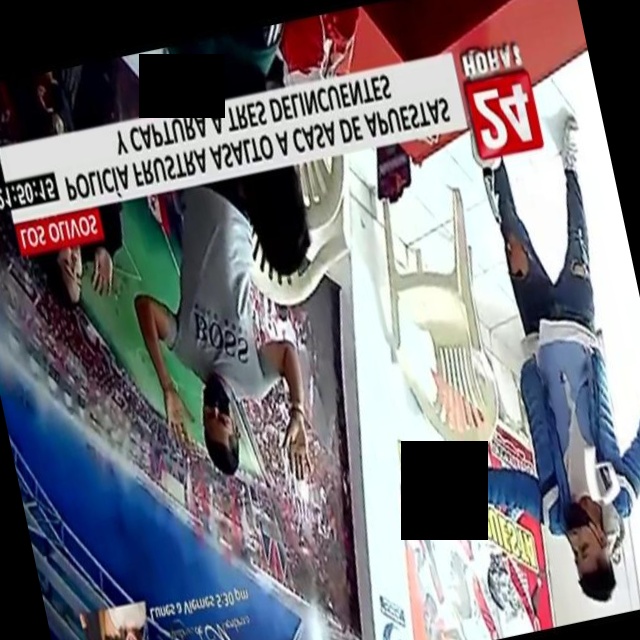 24
HORAS
POLICÍA FRUSTRA ASALTO A CASA DE APUESTAS
Y CAPTURA A TRES DELINCUENTES
:50:15
LOS OLIVOS
BOSS
Lunes a Viernes 5:30 pm